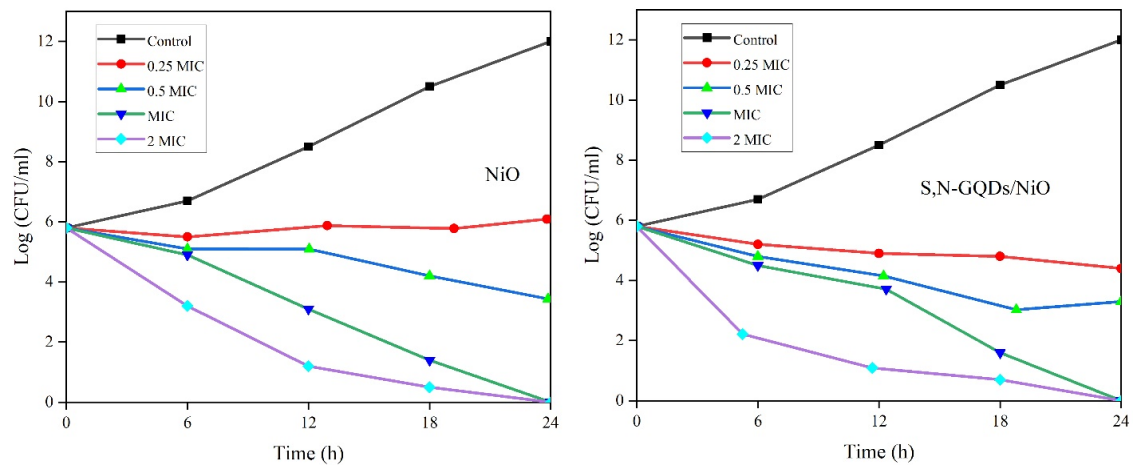 12
10
8
6
4
2
0
Log (CFU/ml)
Control
0.25 MIC
0.5 MIC
MIC
2 MIC
NiO
0 6 12 18 24
Time (h)
12
10
8
6
4
2
0
Log (CFU/ml)
Control
0.25 MIC
0.5 MIC
MIC
2 MIC
S,N-GQDs/NiO
0 6 12 18 24
Time (h)